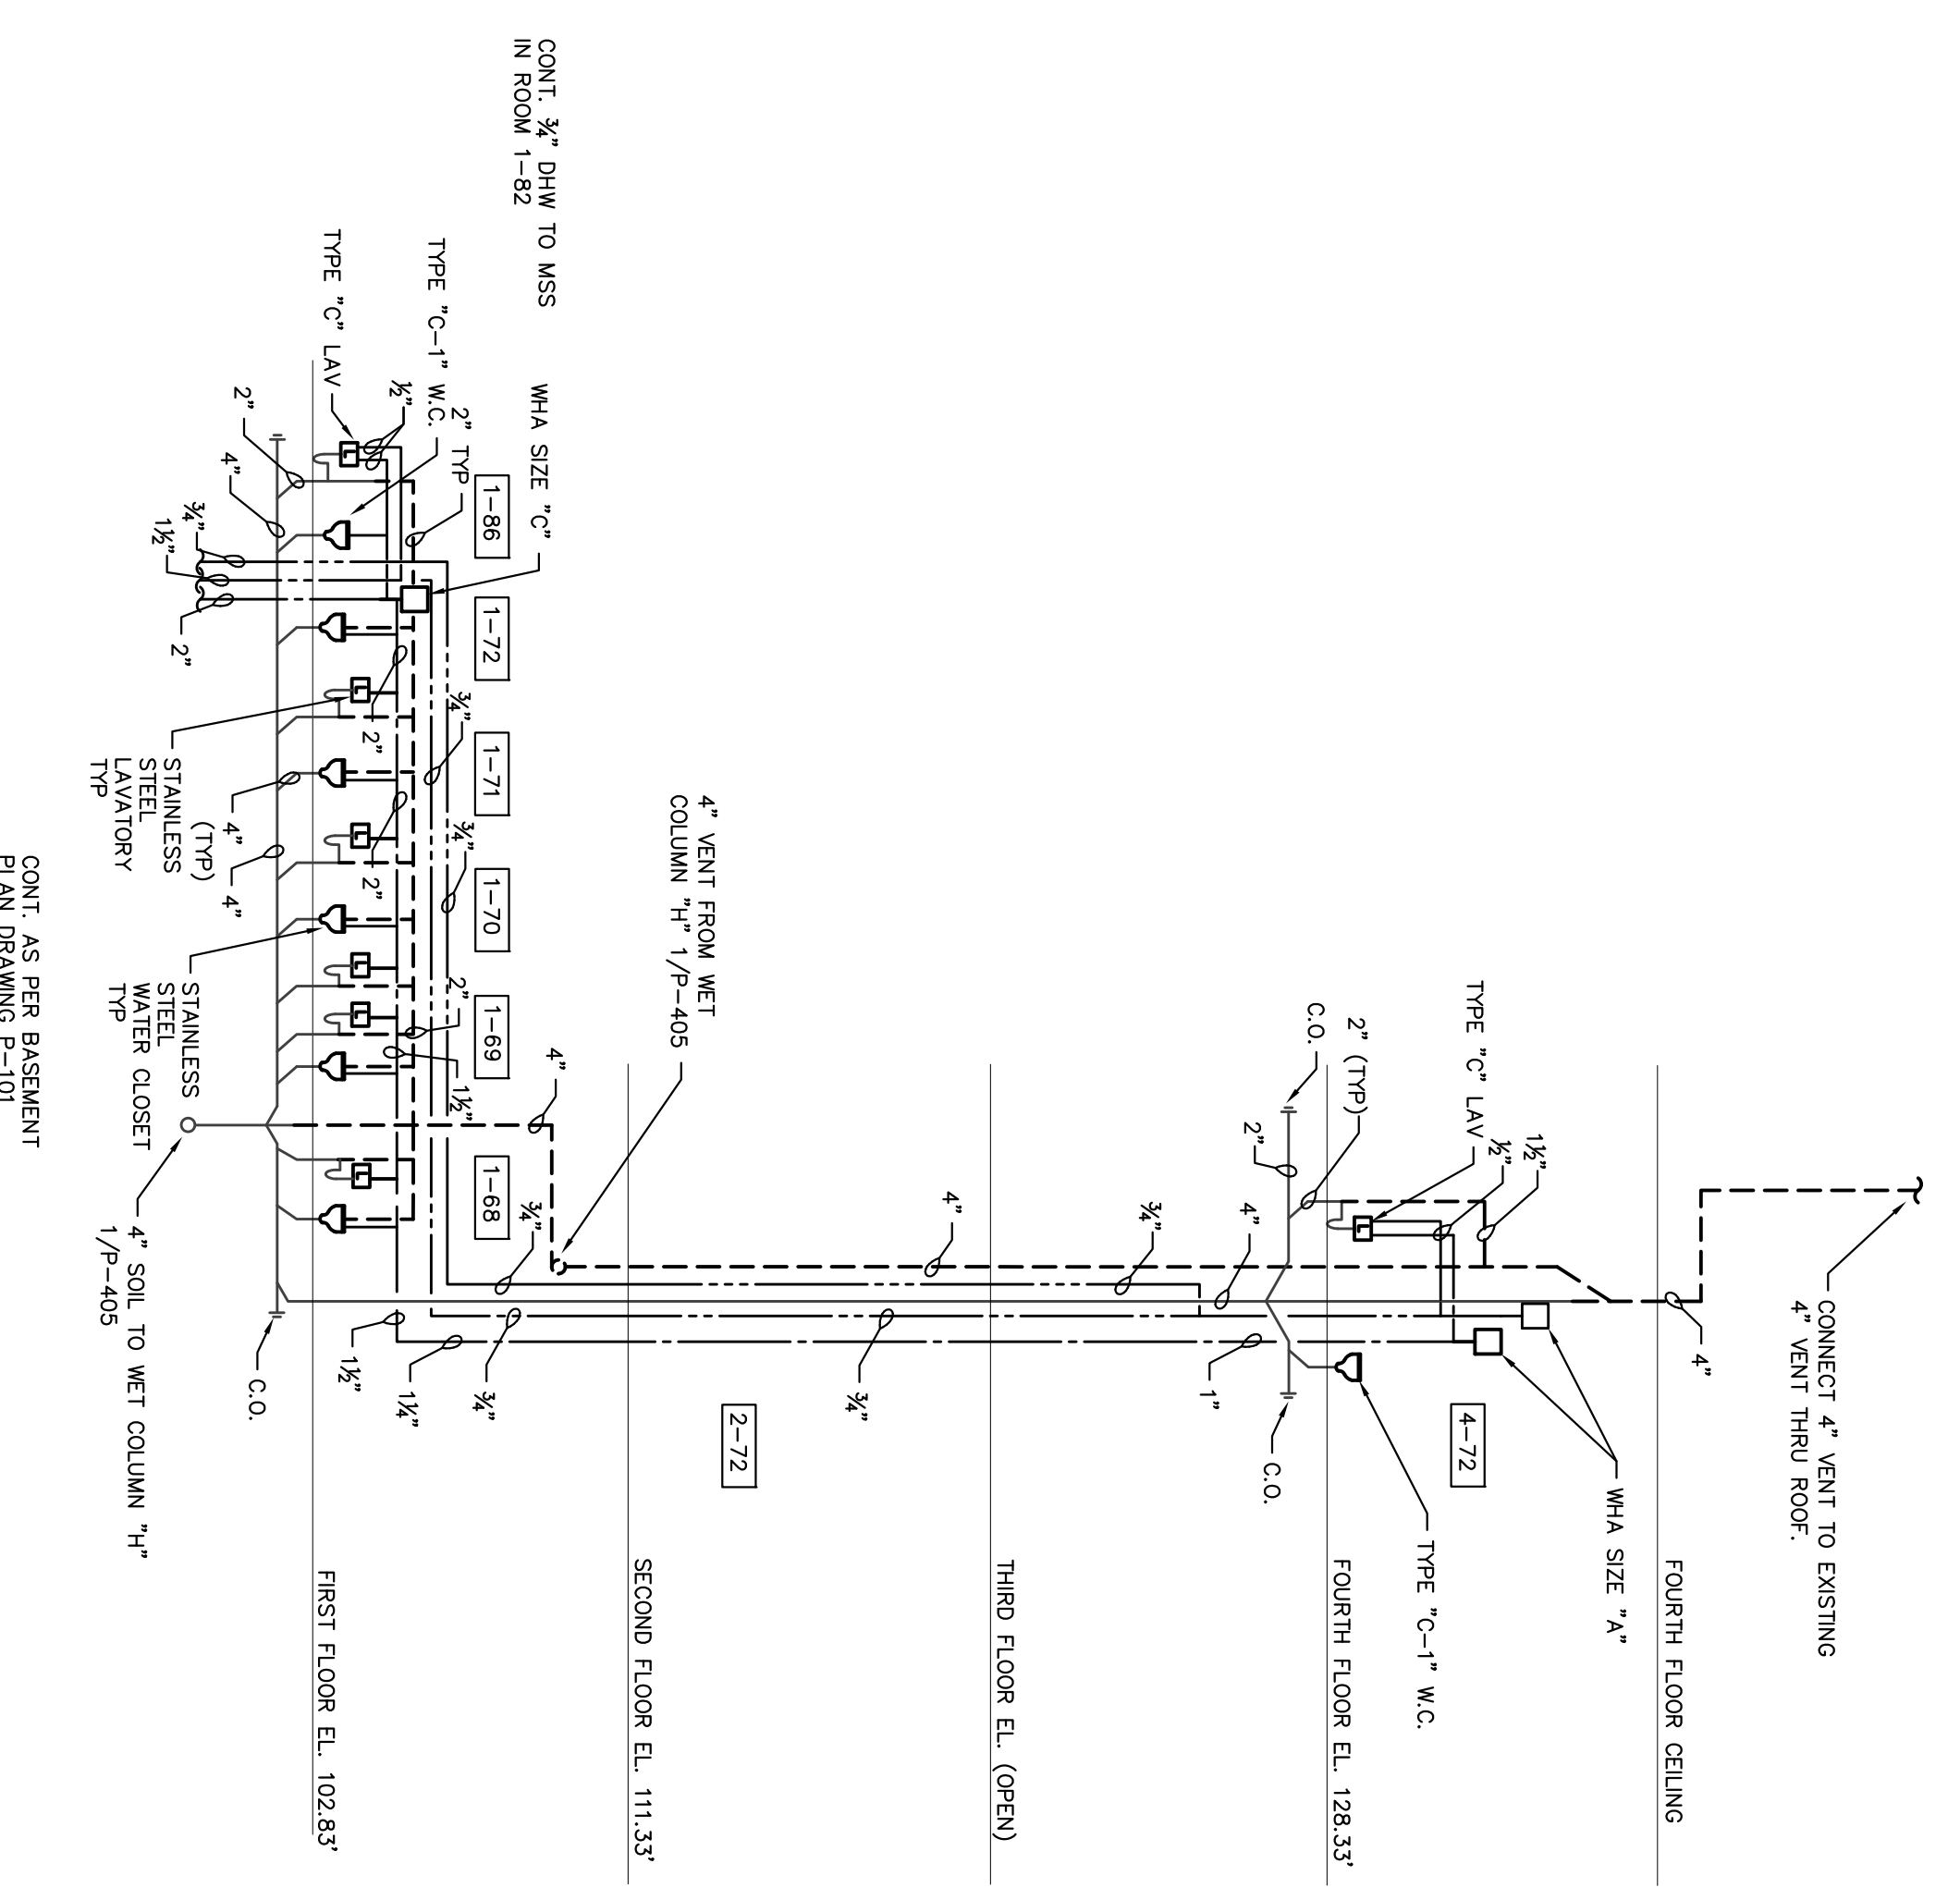 CONNECT 4" VENT TO EXISTING
4" VENT THRU ROOF.
4"
FOURTH FLOOR CEILING
WHA SIZE "A"
1½"
½"
TYPE "C" LAV
4-72
TYPE "C-1" W.C.
2" (TYP)
C.O.
2"
FOURTH FLOOR EL. 128.33'
C.O.
4"
1"
¾"
THIRD FLOOR EL. (OPEN)
4"
¾"
2-72
4" VENT FROM WET
COLUMN "H" 1/P-405
SECOND FLOOR EL. 111.33'
CONT. ¾" DHW TO MSS
IN ROOM 1-82
WHA SIZE "C"
4"
¾"
1-86
1-72
1-71
1-70
1-69
1-68
¾"
TYPE "C-1" W.C.
2" TYP
¾"
¾"
2"
1½"
1¼"
½"
2"
2"
1½"
TYPE "C" LAV
FIRST FLOOR EL. 102.83'
2"
4"
4"
4"
(TYP)
C.O.
¾"
1½"
2"
STAINLESS
STEEL
LAVATORY
TYP
STAINLESS
STEEL
WATER CLOSET
TYP
4" SOIL TO WET COLUMN "H"
1/P-405
CONT. AS PER BASEMENT
PLAN DRAWING P-101